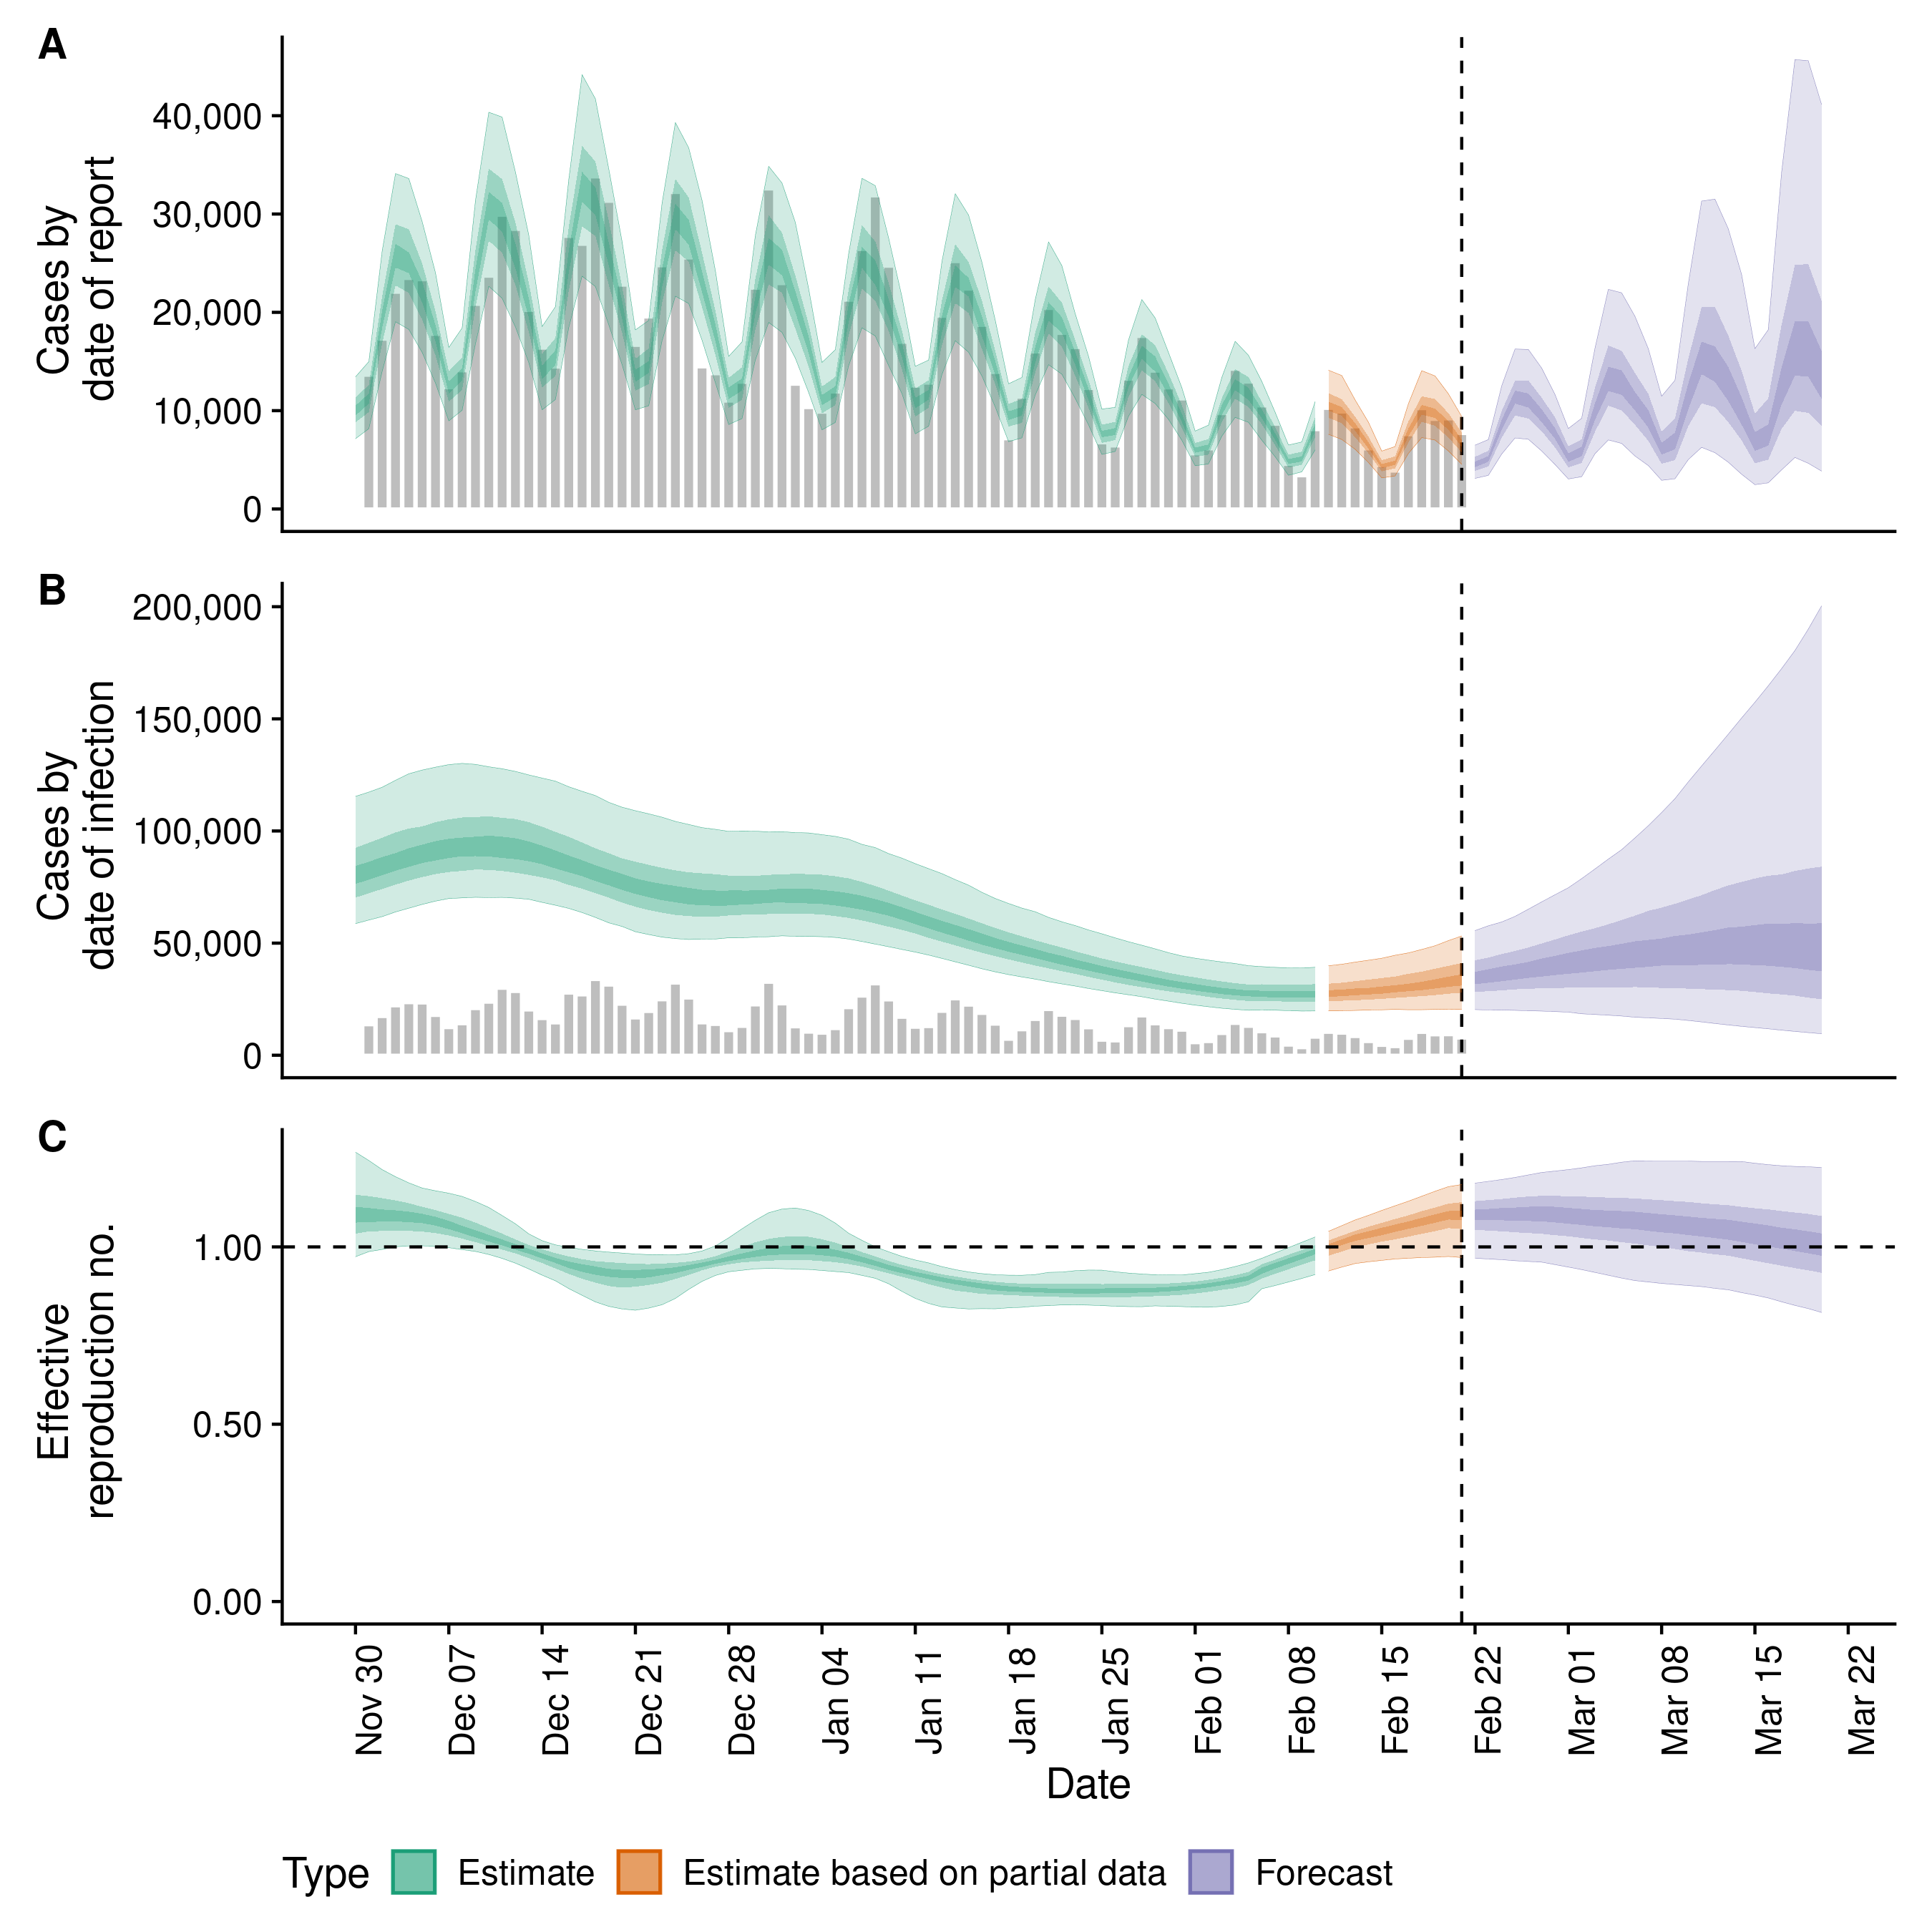 A
Cases by
date of report
40,000
30,000
20,000
10,000
0
B
Cases by
date of infection
200,000
150,000
100,000
50,000
0
C
Effective
reproduction no.
1.00
0.50
0.00
Nov 30
Dec 07
Dec 14
Dec 21
Dec 28
Jan 04
Jan 11
Jan 18
Jan 25
Feb 01
Feb 08
Feb 15
Feb 22
Mar 01
Mar 08
Mar 15
Mar 22
Date
Type Estimate Estimate based on partial data Forecast